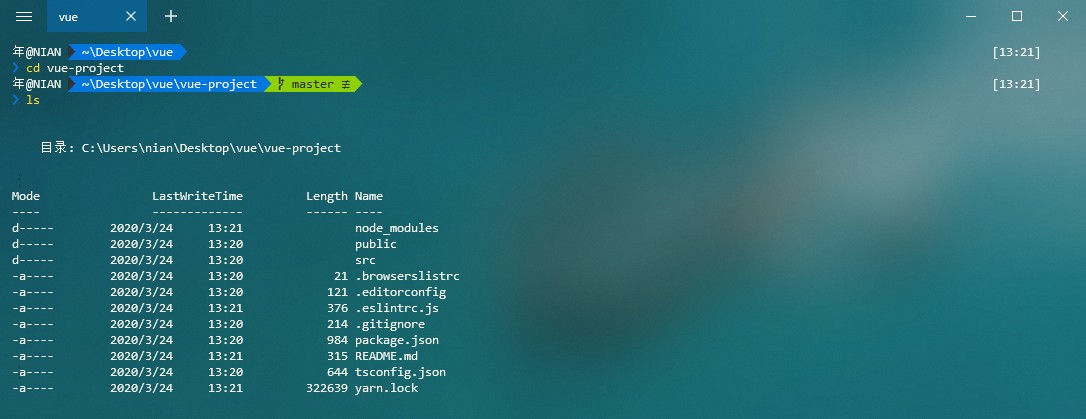 vue
年@NIAN ~\Desktop\vue [13:21]
❯ cd vue-project
年@NIAN ~\Desktop\vue\vue-project master ≢ [13:21]
❯ ls
目录: C:\Users\nian\Desktop\vue\vue-project
Mode LastWriteTime Length Name
---- ------------- ------ ----
d----- 2020/3/24 13:21 node_modules
d----- 2020/3/24 13:20 public
d----- 2020/3/24 13:20 src
-a---- 2020/3/24 13:20 21 .browserslistrc
-a---- 2020/3/24 13:20 121 .editorconfig
-a---- 2020/3/24 13:21 376 .eslintrc.js
-a---- 2020/3/24 13:20 214 .gitignore
-a---- 2020/3/24 13:20 984 package.json
-a---- 2020/3/24 13:21 315 README.md
-a---- 2020/3/24 13:20 644 tsconfig.json
-a---- 2020/3/24 13:21 322639 yarn.lock